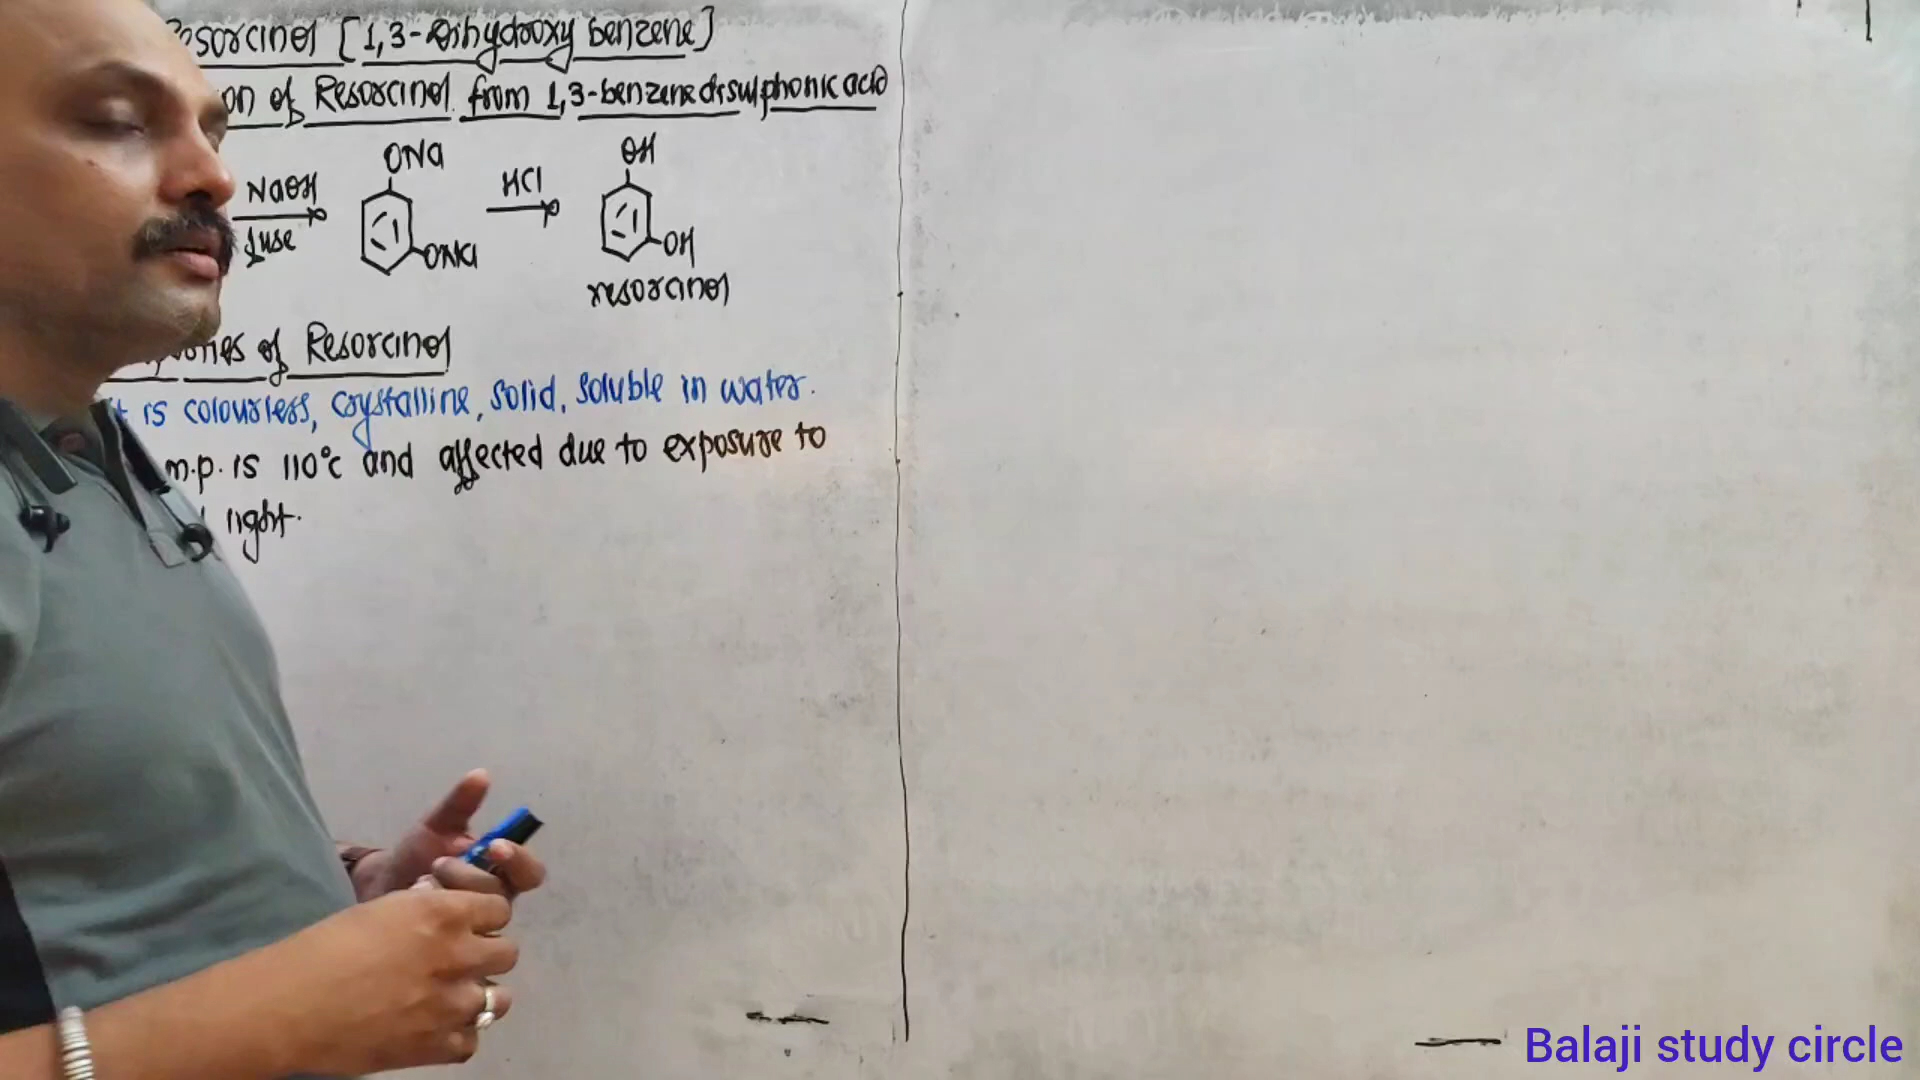 Resorcinol [1,3-Dihydroxy benzene]
of Resorcinol from 1,3-benzene disulphonic acid
NaOH
fuse
ONa
ONa
HCl
OH
OH
resorcinol
of Resorcinol
It is colourless, crystalline, solid, soluble in water.
m.p. is 110°c and affected due to exposure to
light.
Balaji study circle